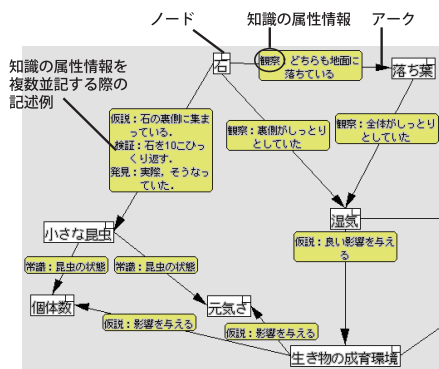 ノード
知識の属性情報
アーク
知識の属性情報を
複数並記する際の
記述例
石
観察：どちらも地面に
落ちている
落ち葉
仮説：石の裏側に集ま
っている．
検証：石を10こひっ
くり返す．
発見：実際，そうなっ
ていた．
観察：裏側がしっとり
としていた
観察：全体がしっとり
としていた
小さな昆虫
湿気
仮説：良い影響を与え
る
常識：昆虫の状態
常識：昆虫の状態
個体数
元気さ
仮説：影響を与える
仮説：影響を与える
生き物の成育環境